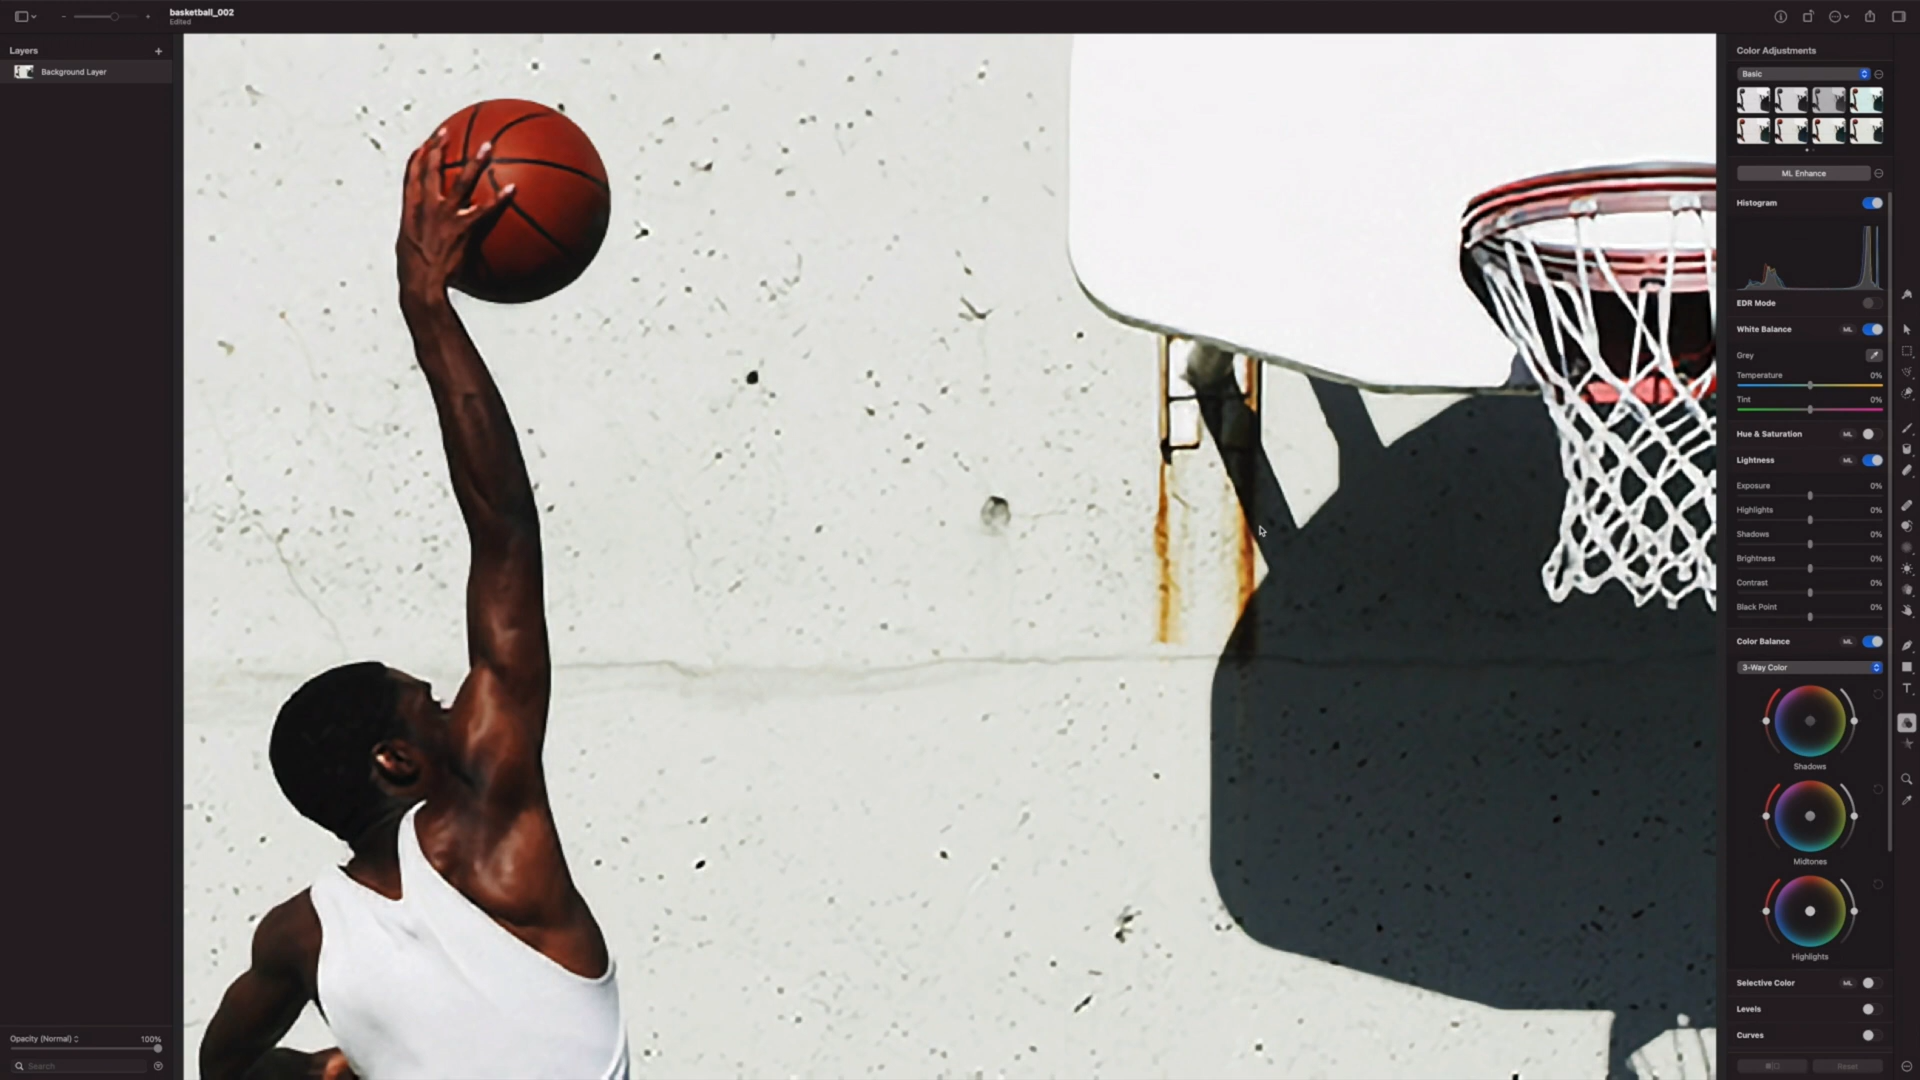 basketball_002
Edited
Layers
Background Layer
Opacity (Normal)
100%
Search
Color Adjustments
Basic
ML Enhance
Histogram
EDR Mode
White Balance ML
Grey
Temperature 0%
Tint 0%
Hue & Saturation ML
Lightness ML
Exposure 0%
Highlights 0%
Shadows 0%
Brightness 0%
Contrast 0%
Black Point 0%
Color Balance ML
3-Way Color
Shadows
Midtones
Highlights
Selective Color ML
Levels
Curves
Reset